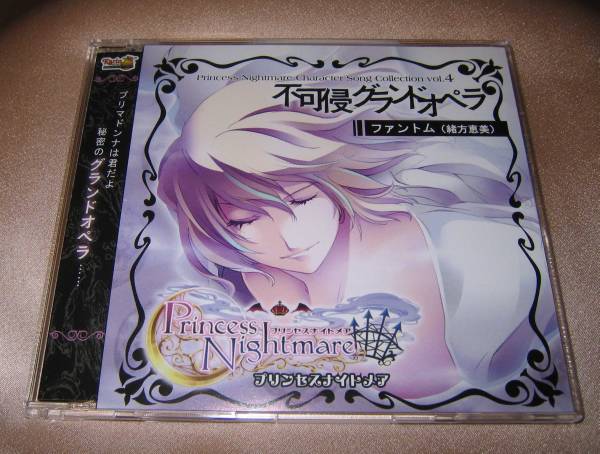 Karin
プリマドンナは君だよ
秘密のグランドオペラ……
Princess Nightmare Character Song Collection vol.4
不可侵グランドオペラ
ファントム（緒方恵美）
Princess
プリンセスナイトメア
Nightmare
プリンセスナイトメア